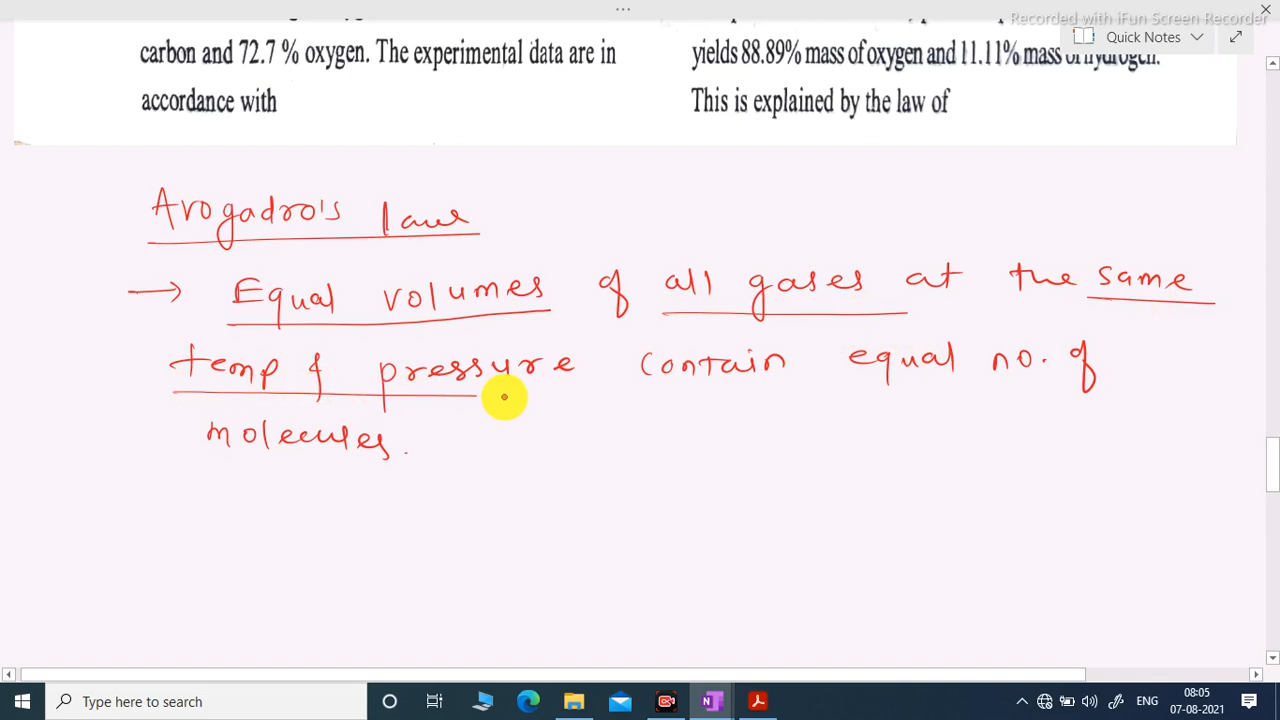 Recorded with iFun Screen Recorder
Quick Notes
carbon and 72.7 % oxygen. The experimental data are in
accordance with
yields 88.89% mass of oxygen and 11.11% mass of hydrogen.
This is explained by the law of
Avogadro's law
→ Equal volumes of all gases at the same
temp & pressure contain equal no. of
molecules.
Type here to search
ENG
08:05
07-08-2021